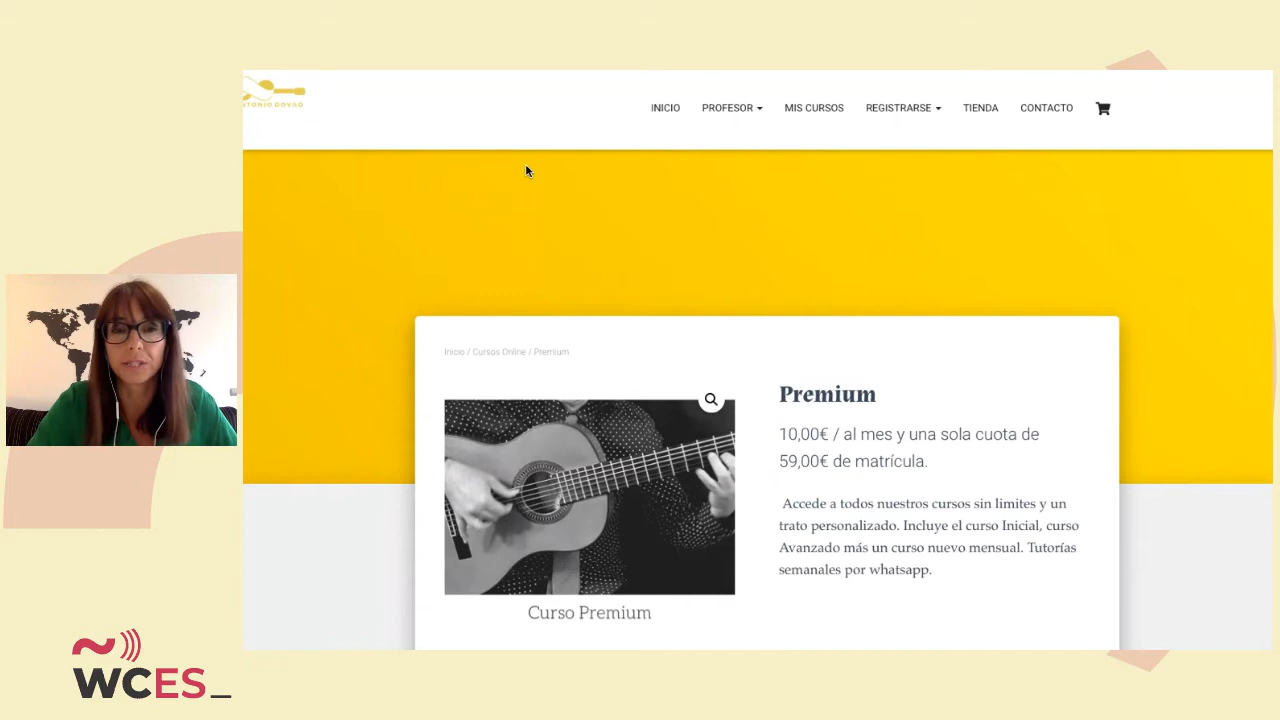 INICIO PROFESOR MIS CURSOS REGISTRARSE TIENDA CONTACTO
Inicio / Cursos Online / Premium
Premium
10,00€ / al mes y una sola cuota de
59,00€ de matrícula.
Accede a todos nuestros cursos sin limites y un
trato personalizado. Incluye el curso Inicial, curso
Avanzado más un curso nuevo mensual. Tutorías
semanales por whatsapp.
Curso Premium
WCES_